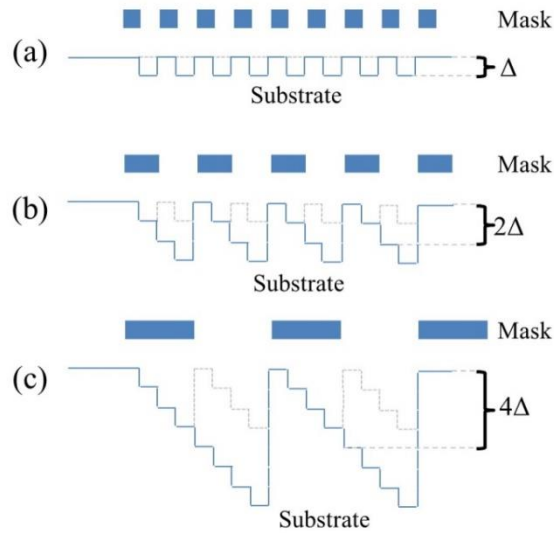 Mask
(a)
Δ
Substrate
Mask
(b)
2Δ
Substrate
Mask
(c)
4Δ
Substrate